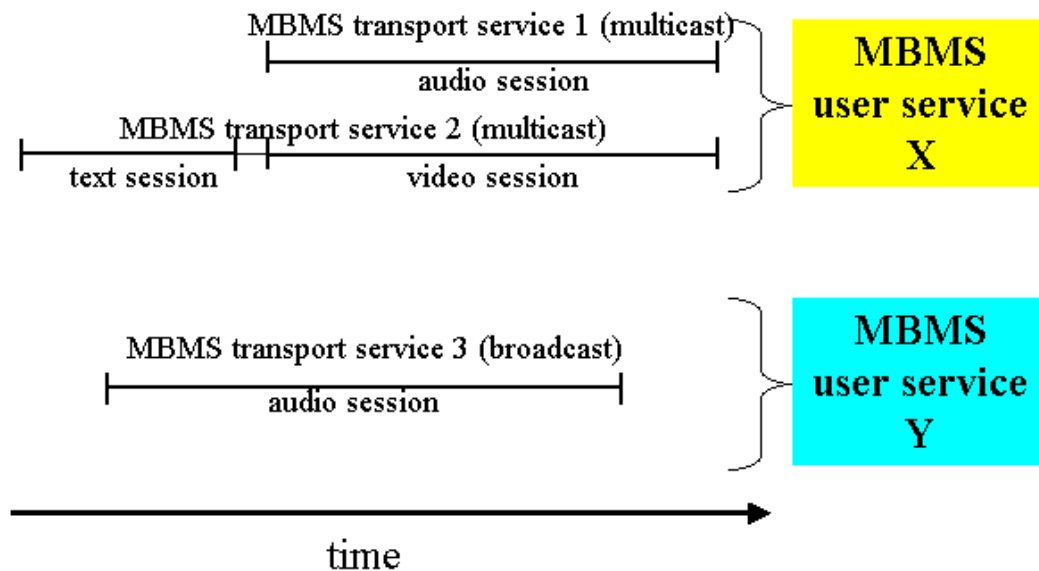 MBMS transport service 1 (multicast)
audio session
MBMS transport service 2 (multicast)
text session
video session
MBMS
user service
X
MBMS transport service 3 (broadcast)
audio session
MBMS
user service
Y
time